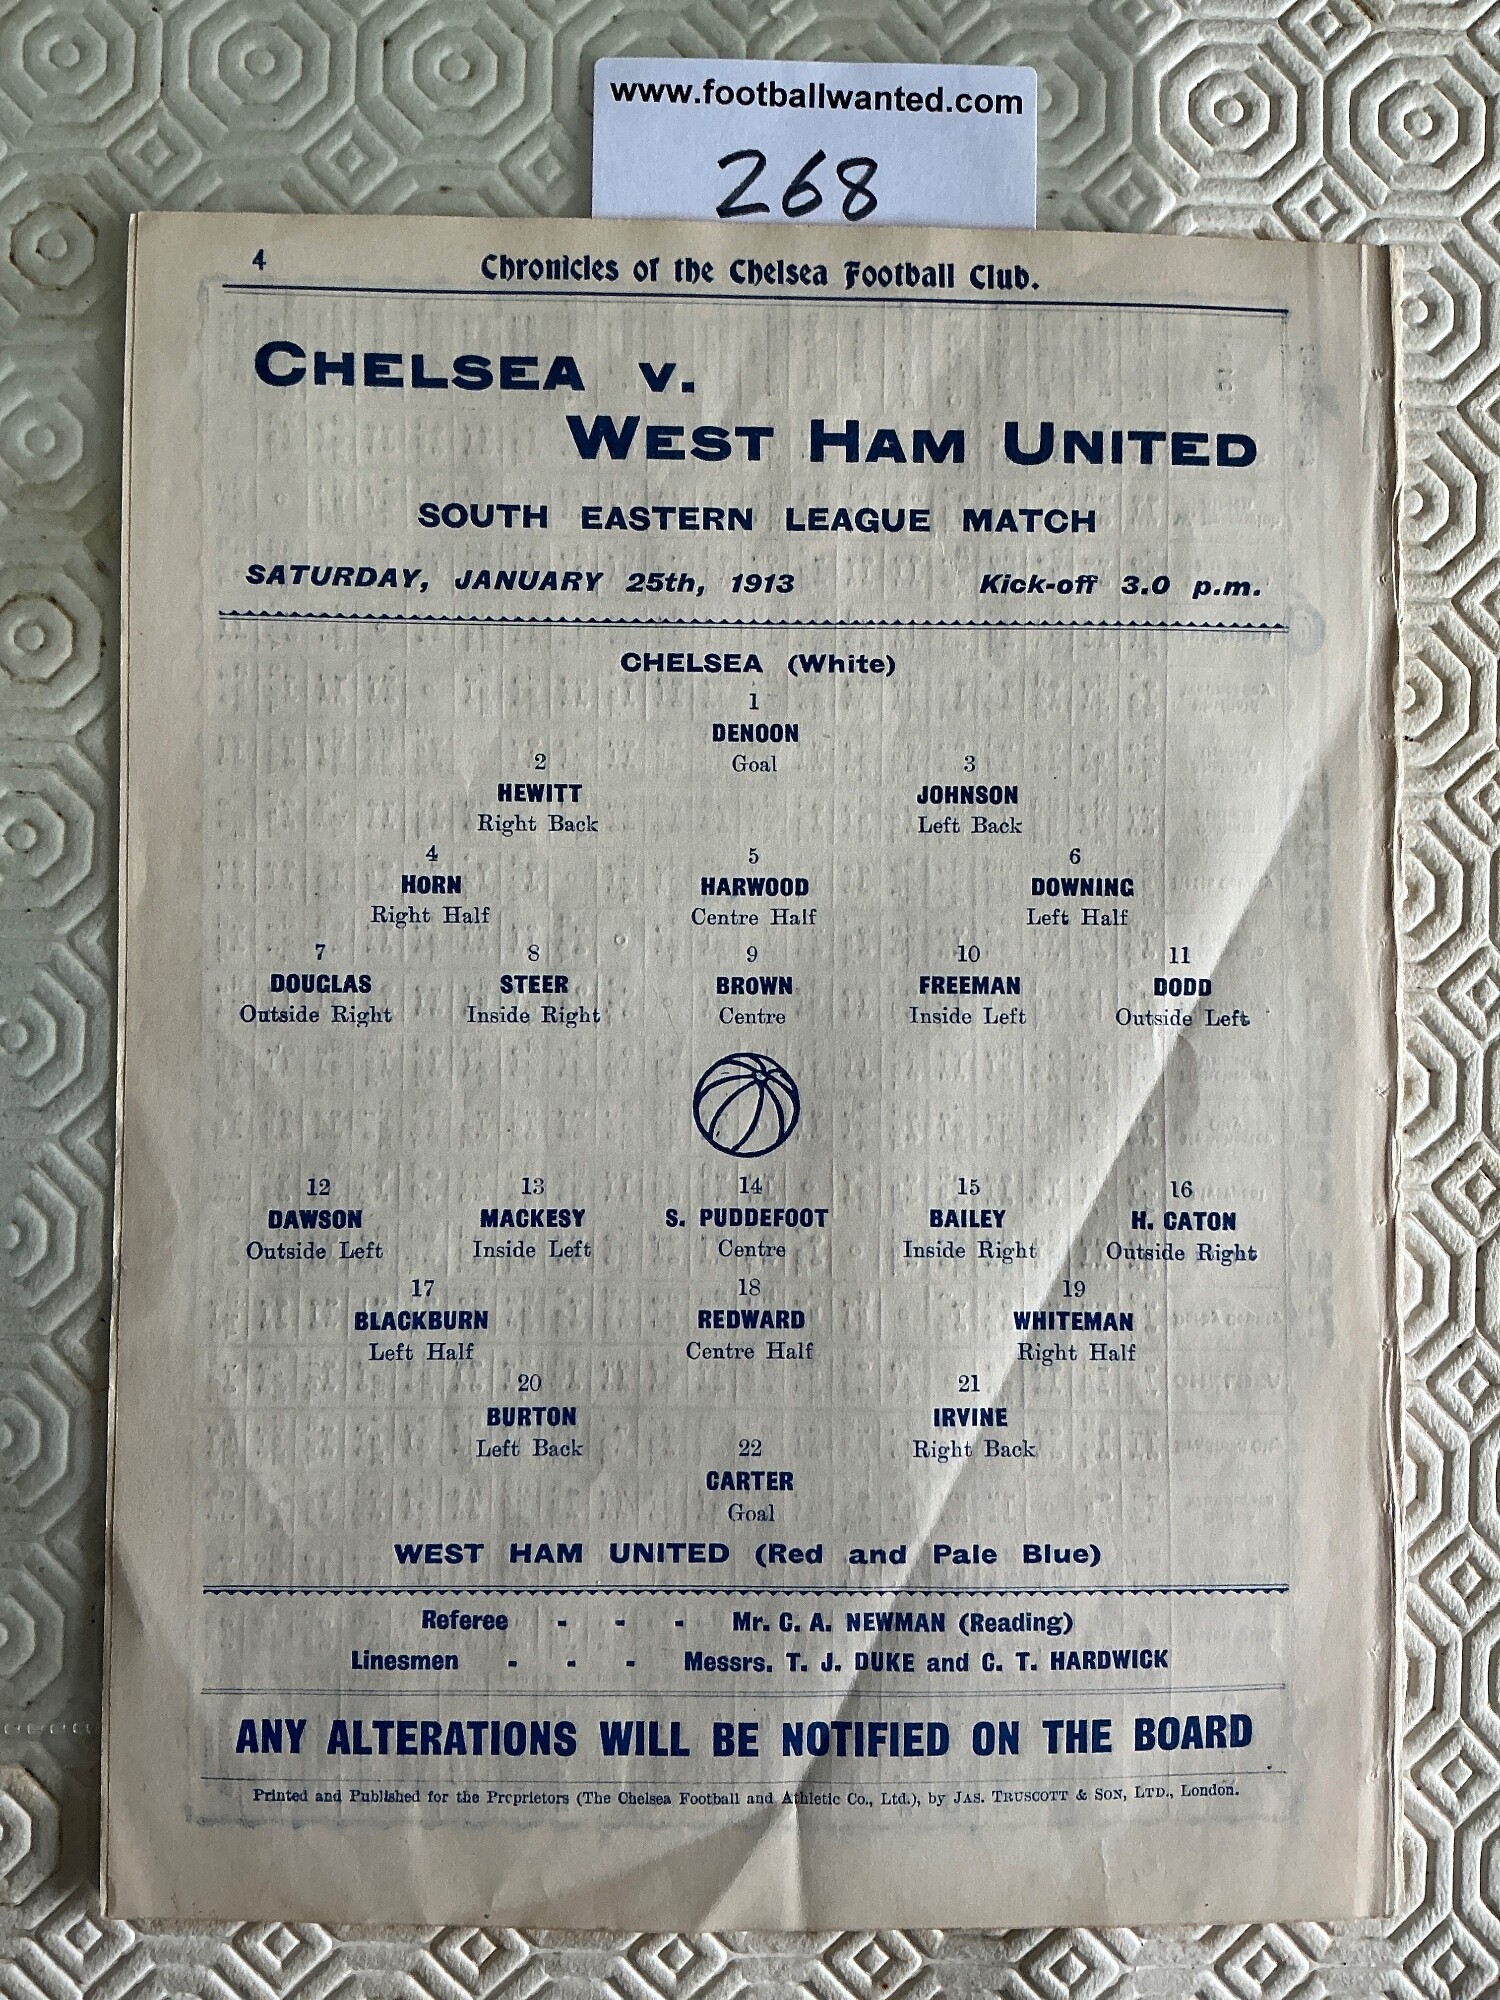 www.footballwanted.com
268
4 Chronicles of the Chelsea Football Club.
CHELSEA v.
WEST HAM UNITED
SOUTH EASTERN LEAGUE MATCH
SATURDAY, JANUARY 25th, 1913 Kick-off 3.0 p.m.
CHELSEA (White)
1
DENOON
Goal
2 3
HEWITT JOHNSON
Right Back Left Back
4 5 6
HORN HARWOOD DOWNING
Right Half Centre Half Left Half
7 8 9 10 11
DOUGLAS STEER BROWN FREEMAN DODD
Outside Right Inside Right Centre Inside Left Outside Left
12 13 14 15 16
DAWSON MACKESY S. PUDDEFOOT BAILEY H. CATON
Outside Left Inside Left Centre Inside Right Outside Right
17 18 19
BLACKBURN REDWARD WHITEMAN
Left Half Centre Half Right Half
20 21
BURTON IRVINE
Left Back Right Back
22
CARTER
Goal
WEST HAM UNITED (Red and Pale Blue)
Referee - - - Mr. C. A. NEWMAN (Reading)
Linesmen - - - Messrs. T. J. DUKE and C. T. HARDWICK
ANY ALTERATIONS WILL BE NOTIFIED ON THE BOARD
Printed and Published for the Proprietors (The Chelsea Football and Athletic Co., Ltd.), by JAS. TRUSCOTT & SON, LTD., London.